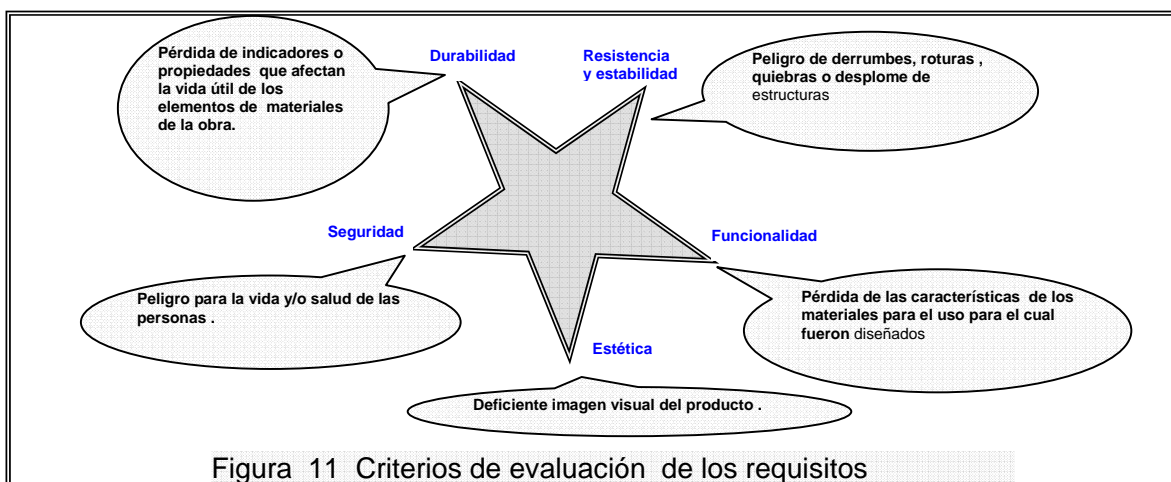 Pérdida de indicadores o
propiedades que afectan
la vida útil de los
elementos de materiales
de la obra.
Durabilidad
Resistencia
y estabilidad
Peligro de derrumbes, roturas ,
quiebras o desplome de
estructuras
Seguridad
Funcionalidad
Peligro para la vida y/o salud de las
personas .
Pérdida de las características de los
materiales para el uso para el cual
fueron diseñados
Estética
Deficiente imagen visual del producto .
Figura 11 Criterios de evaluación de los requisitos